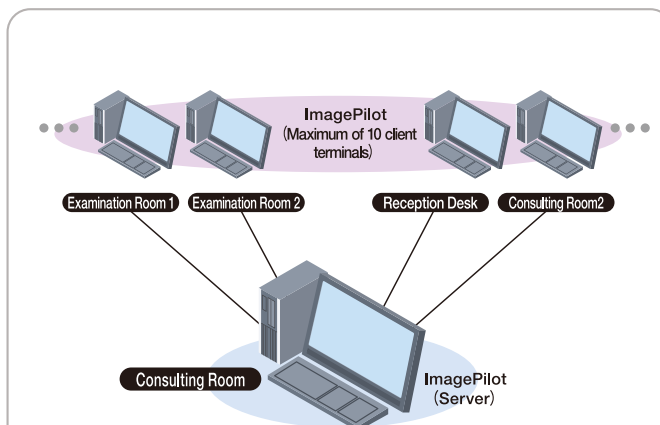 ImagePilot
(Maximum of 10 client
terminals)
Examination Room 1
Examination Room 2
Reception Desk
Consulting Room2
Consulting Room
ImagePilot
(Server)